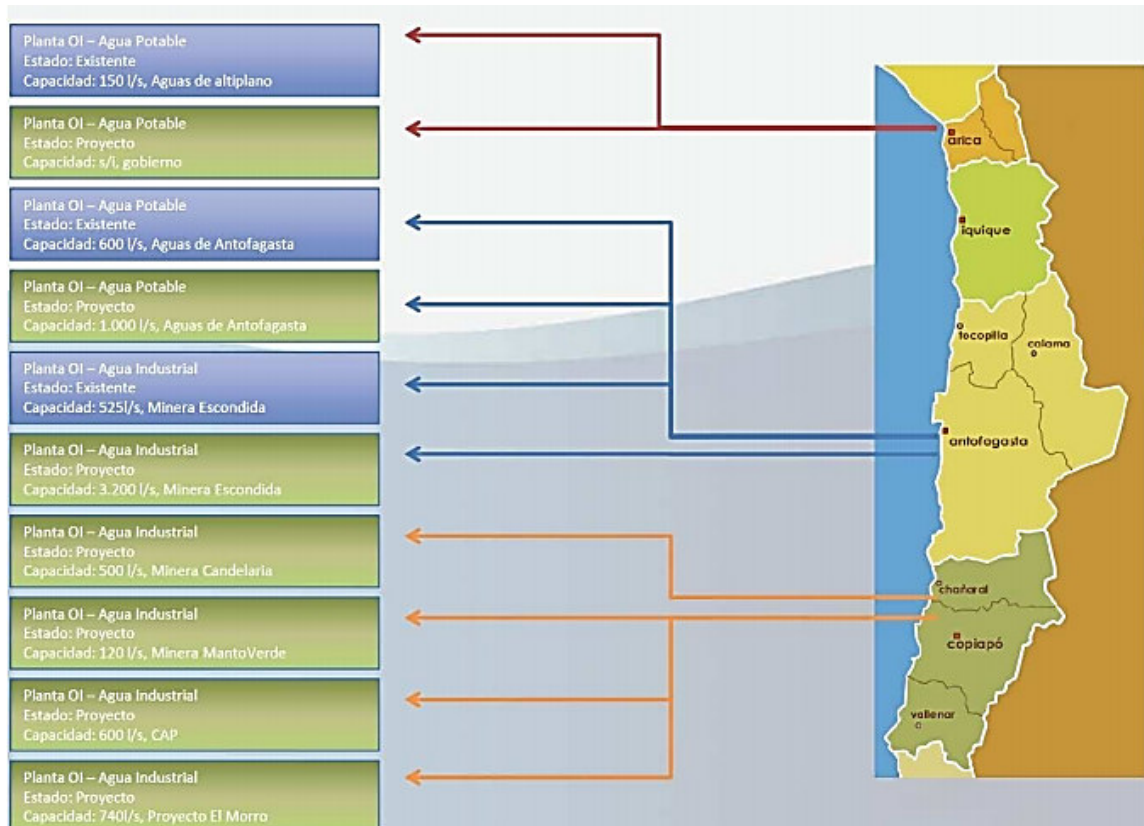 Planta OI – Agua Potable
Estado: Existente
Capacidad: 150 l/s, Aguas de altiplano
Planta OI – Agua Potable
Estado: Proyecto
Capacidad: s/i, gobierno
Planta OI – Agua Potable
Estado: Existente
Capacidad: 600 l/s, Aguas de Antofagasta
Planta OI – Agua Potable
Estado: Proyecto
Capacidad: 1.000 l/s, Aguas de Antofagasta
Planta OI – Agua Industrial
Estado: Existente
Capacidad: 525l/s, Minera Escondida
Planta OI – Agua Industrial
Estado: Proyecto
Capacidad: 3.200 l/s, Minera Escondida
Planta OI – Agua Industrial
Estado: Proyecto
Capacidad: 500 l/s, Minera Candelaria
Planta OI – Agua Industrial
Estado: Proyecto
Capacidad: 120 l/s, Minera MantoVerde
Planta OI – Agua Industrial
Estado: Proyecto
Capacidad: 600 l/s, CAP
Planta OI – Agua Industrial
Estado: Proyecto
Capacidad: 740l/s, Proyecto El Morro
arica
iquique
tocopilla
calama
antofagasta
chañaral
copiapó
vallenar